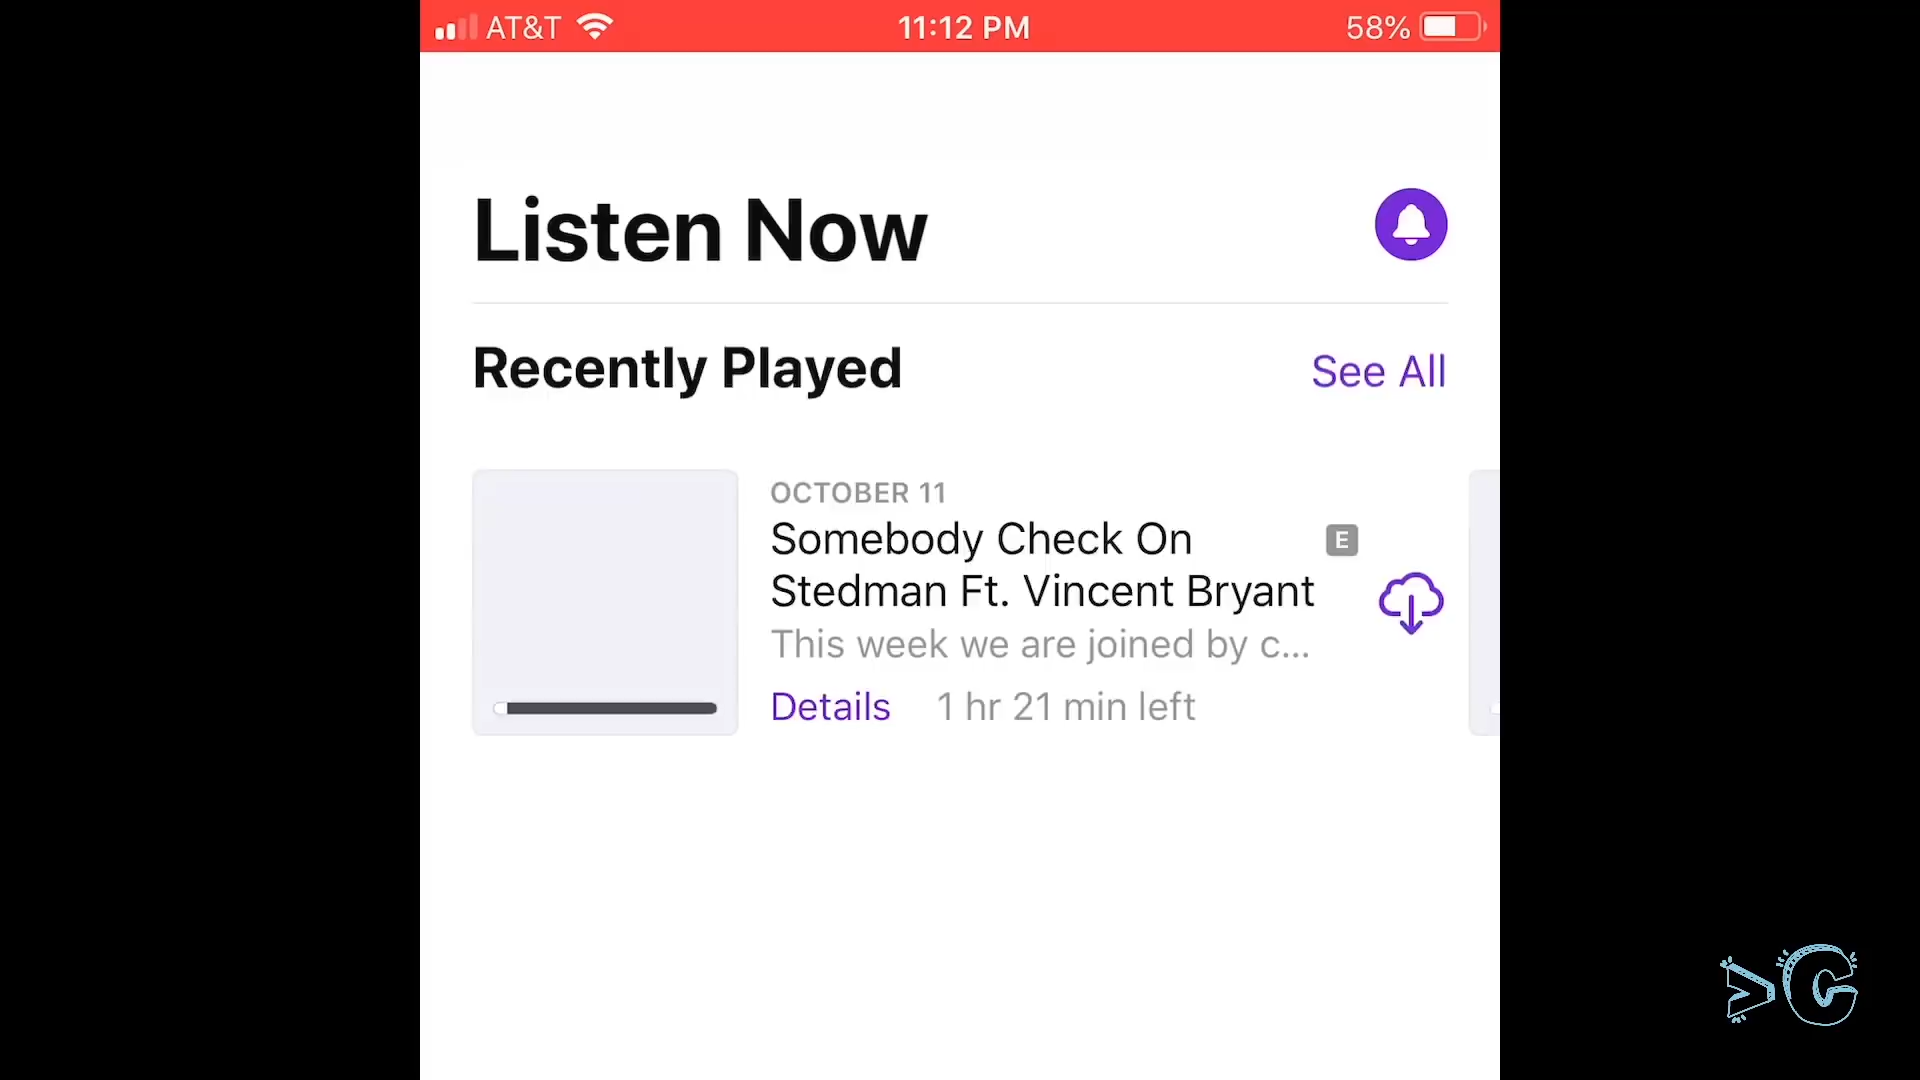 AT&T 11:12 PM 58%
Listen Now
Recently Played See All
OCTOBER 11
Somebody Check On E
Stedman Ft. Vincent Bryant
This week we are joined by c...
Details 1 hr 21 min left
>C